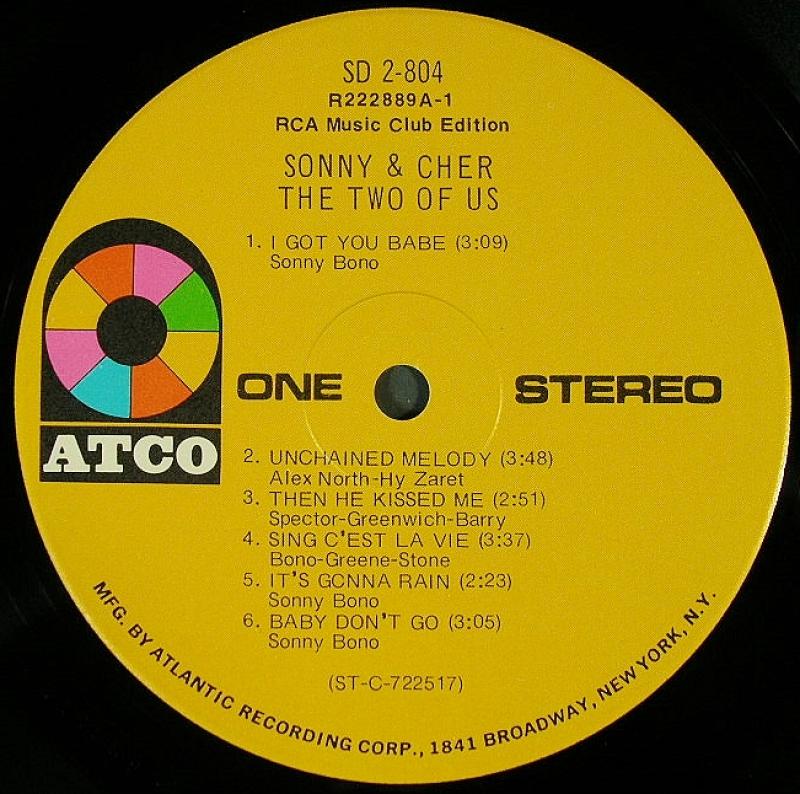 SD 2-804
R222889A-1
RCA Music Club Edition
SONNY & CHER
THE TWO OF US
1. I GOT YOU BABE (3:09)
Sonny Bono
ATCO
ONE
STEREO
2. UNCHAINED MELODY (3:48)
Alex North-Hy Zaret
3. THEN HE KISSED ME (2:51)
Spector-Greenwich-Barry
4. SING C'EST LA VIE (3:37)
Bono-Greene-Stone
5. IT'S GONNA RAIN (2:23)
Sonny Bono
6. BABY DON'T GO (3:05)
Sonny Bono
(ST-C-722517)
MFG. BY ATLANTIC RECORDING CORP., 1841 BROADWAY, NEW YORK, N.Y.